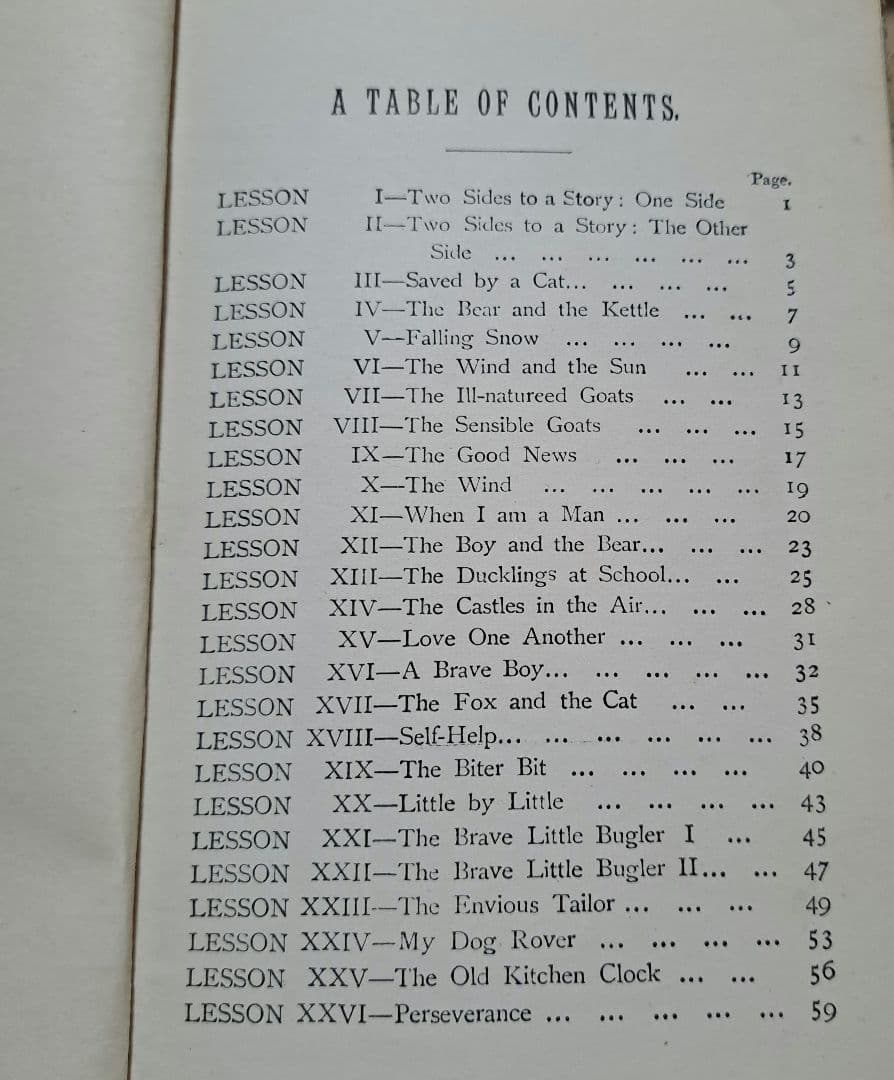 A TABLE OF CONTENTS.
Page.
LESSON I—Two Sides to a Story: One Side 1
LESSON II—Two Sides to a Story: The Other
Side ... ... ... ... ... ... 3
LESSON III—Saved by a Cat... ... ... ... 5
LESSON IV—The Bear and the Kettle ... ... 7
LESSON V—Falling Snow ... ... ... ... 9
LESSON VI—The Wind and the Sun ... ... 11
LESSON VII—The Ill-natureed Goats ... ... 13
LESSON VIII—The Sensible Goats ... ... ... 15
LESSON IX—The Good News ... ... ... 17
LESSON X—The Wind ... ... ... ... ... 19
LESSON XI—When I am a Man ... ... ... 20
LESSON XII—The Boy and the Bear... ... ... 23
LESSON XIII—The Ducklings at School... ... 25
LESSON XIV—The Castles in the Air... ... ... 28
LESSON XV—Love One Another ... ... ... 31
LESSON XVI—A Brave Boy... ... ... ... ... 32
LESSON XVII—The Fox and the Cat ... ... 35
LESSON XVIII—Self-Help... ... ... ... ... ... 38
LESSON XIX—The Biter Bit ... ... ... ... 40
LESSON XX—Little by Little ... ... ... ... 43
LESSON XXI—The Brave Little Bugler I ... 45
LESSON XXII—The Brave Little Bugler II... ... 47
LESSON XXIII—The Envious Tailor ... ... ... 49
LESSON XXIV—My Dog Rover ... ... ... ... 53
LESSON XXV—The Old Kitchen Clock ... ... 56
LESSON XXVI—Perseverance ... ... ... ... ... 59